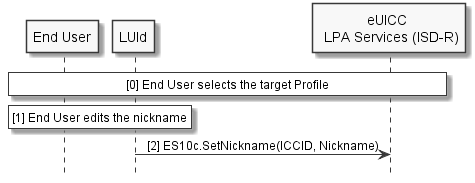 End User
LUId
eUICC
LPA Services (ISD-R)
[0] End User selects the target Profile
[1] End User edits the nickname
[2] ES10c.SetNickname(ICCID, Nickname)